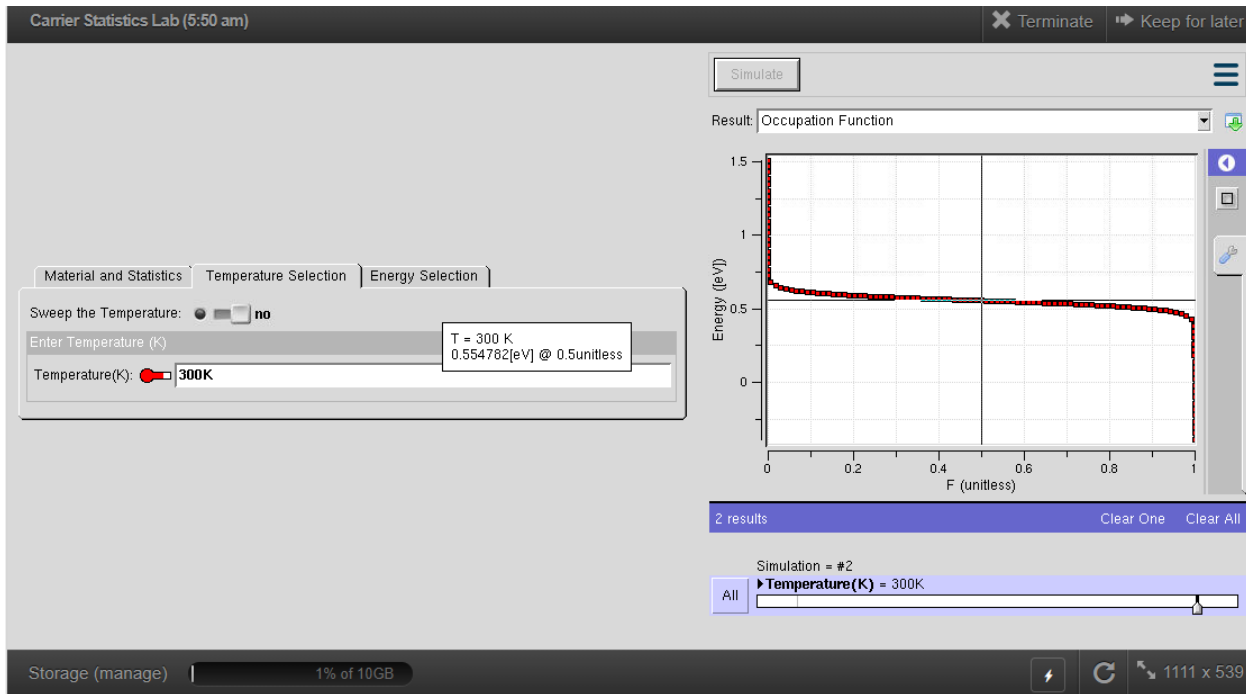 Carrier Statistics Lab (5:50 am)
Terminate
Keep for later
Simulate
Result: Occupation Function
1.5
1
0.5
0
Energy ([eV])
0
0.2
0.4
0.6
0.8
1
F (unitless)
Material and Statistics
Temperature Selection
Energy Selection
Sweep the Temperature: no
Enter Temperature (K)
T = 300 K
0.554782[eV] @ 0.5unitless
Temperature(K): 300K
2 results
Clear One
Clear All
Simulation = #2
All
Temperature(K) = 300K
Storage (manage)
1% of 10GB
1111 x 539